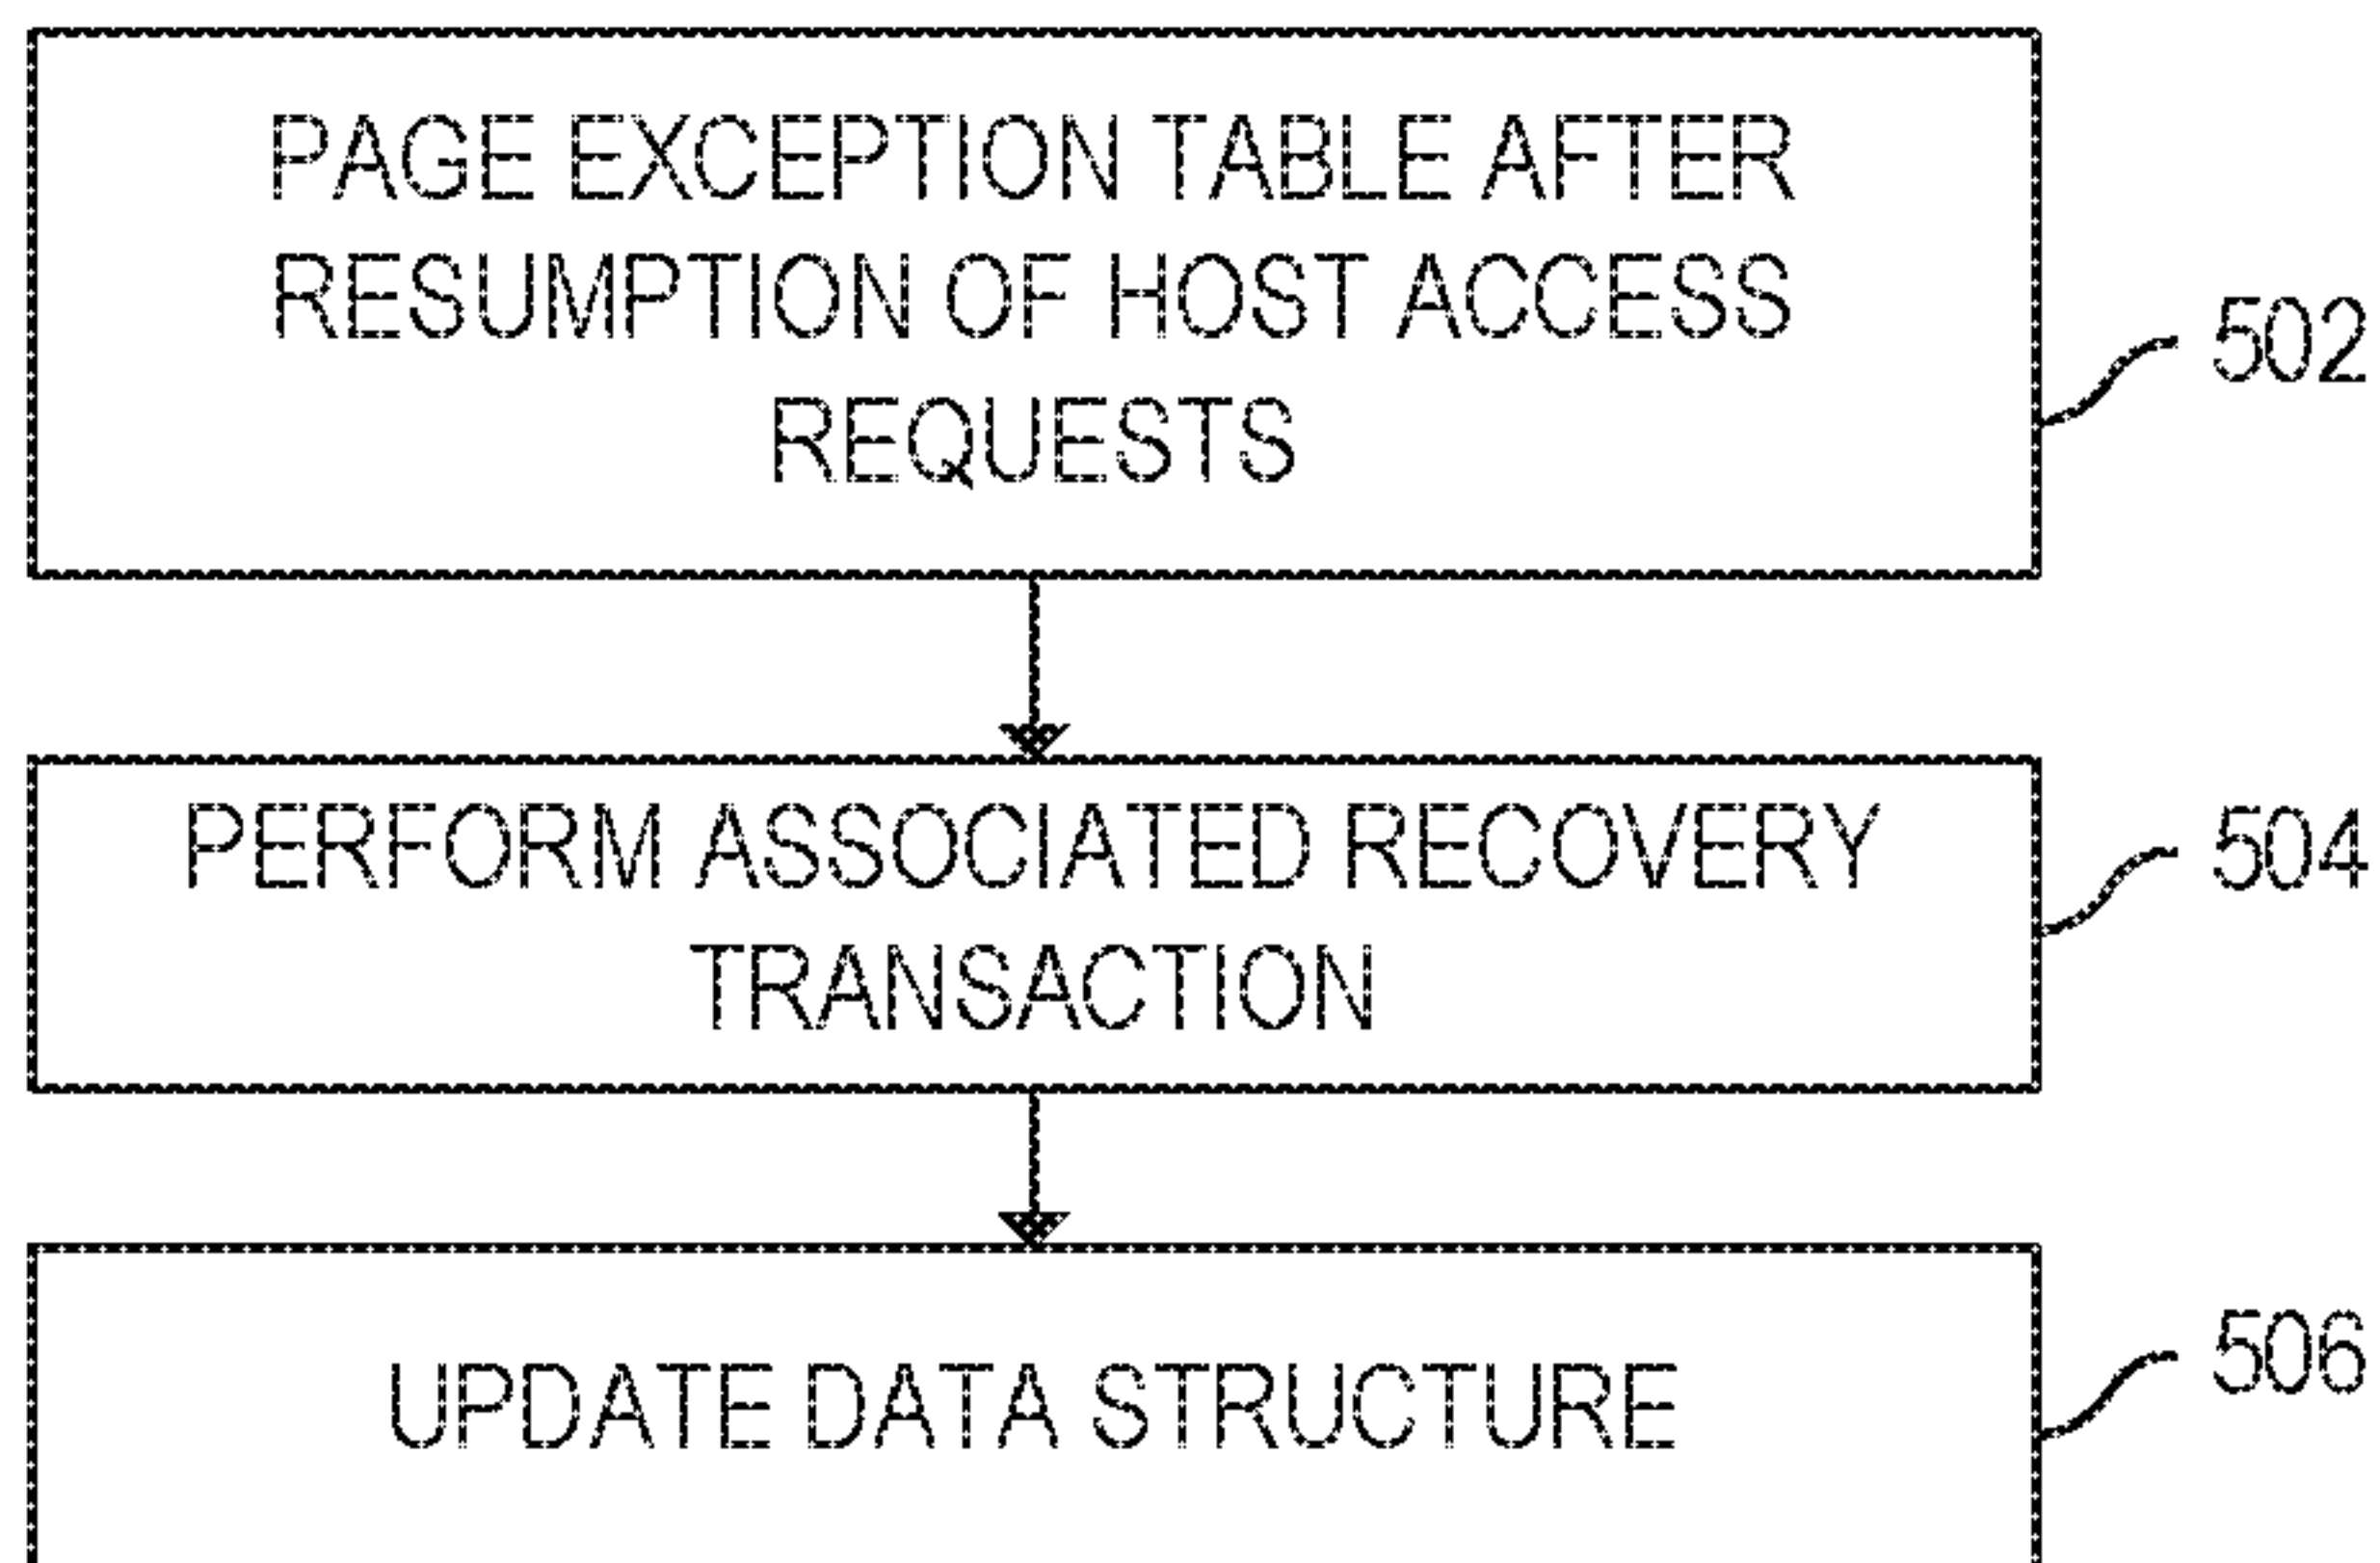 PAGE EXCEPTION TABLE AFTER
RESUMPTION OF HOST ACCESS
REQUESTS
502
PERFORM ASSOCIATED RECOVERY
TRANSACTION
504
UPDATE DATA STRUCTURE
506